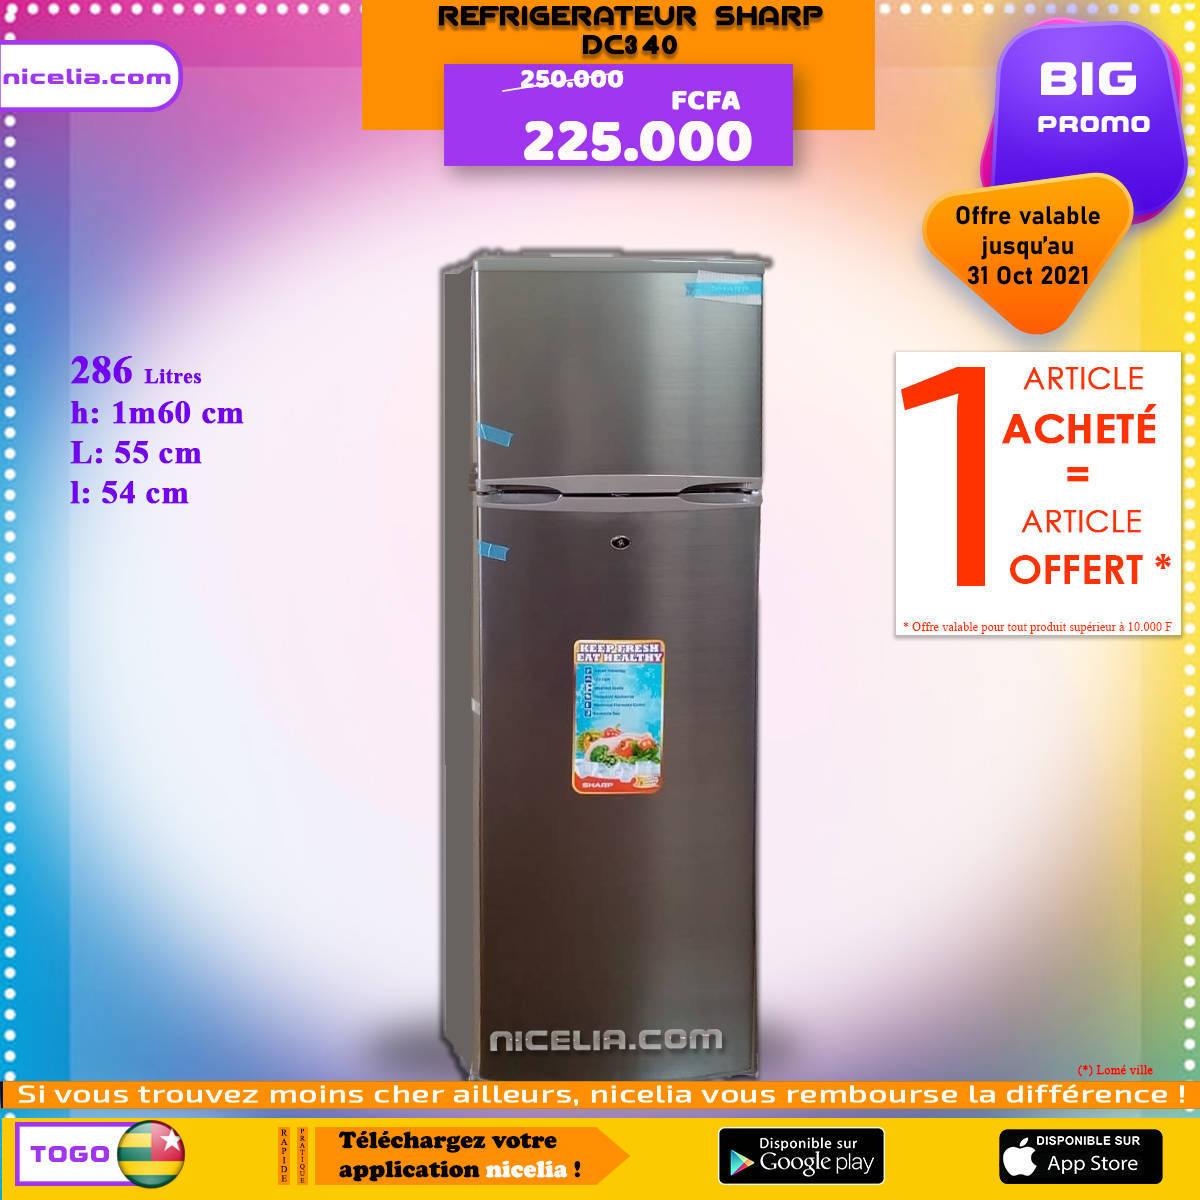 REFRIGERATEUR SHARP
DC340
nicelia.com
250.000
FCFA
225.000
BIG
PROMO
Offre valable
jusqu'au
31 Oct 2021
286 Litres
h: 1m60 cm
L: 55 cm
l: 54 cm
1
ARTICLE
ACHETÉ
=
ARTICLE
OFFERT *
* Offre valable pour tout produit supérieur à 10.000 F
SHARP
KEEP FRESH
EAT HEALTHY
SHARP
NICELIA.COM
(*) Lomé ville
Si vous trouvez moins cher ailleurs, nicelia vous rembourse la différence !
TOGO
RAPIDE
PRATIQUE
Téléchargez votre
application nicelia !
Disponible sur
Google play
DISPONIBLE SUR
App Store